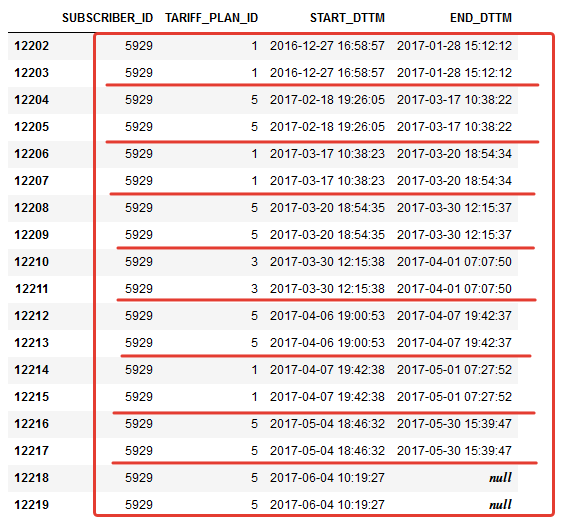 SUBSCRIBER_ID TARIFF_PLAN_ID START_DTTM END_DTTM
12202 5929 1 2016-12-27 16:58:57 2017-01-28 15:12:12
12203 5929 1 2016-12-27 16:58:57 2017-01-28 15:12:12
12204 5929 5 2017-02-18 19:26:05 2017-03-17 10:38:22
12205 5929 5 2017-02-18 19:26:05 2017-03-17 10:38:22
12206 5929 1 2017-03-17 10:38:23 2017-03-20 18:54:34
12207 5929 1 2017-03-17 10:38:23 2017-03-20 18:54:34
12208 5929 5 2017-03-20 18:54:35 2017-03-30 12:15:37
12209 5929 5 2017-03-20 18:54:35 2017-03-30 12:15:37
12210 5929 3 2017-03-30 12:15:38 2017-04-01 07:07:50
12211 5929 3 2017-03-30 12:15:38 2017-04-01 07:07:50
12212 5929 5 2017-04-06 19:00:53 2017-04-07 19:42:37
12213 5929 5 2017-04-06 19:00:53 2017-04-07 19:42:37
12214 5929 1 2017-04-07 19:42:38 2017-05-01 07:27:52
12215 5929 1 2017-04-07 19:42:38 2017-05-01 07:27:52
12216 5929 5 2017-05-04 18:46:32 2017-05-30 15:39:47
12217 5929 5 2017-05-04 18:46:32 2017-05-30 15:39:47
12218 5929 5 2017-06-04 10:19:27 null
12219 5929 5 2017-06-04 10:19:27 null